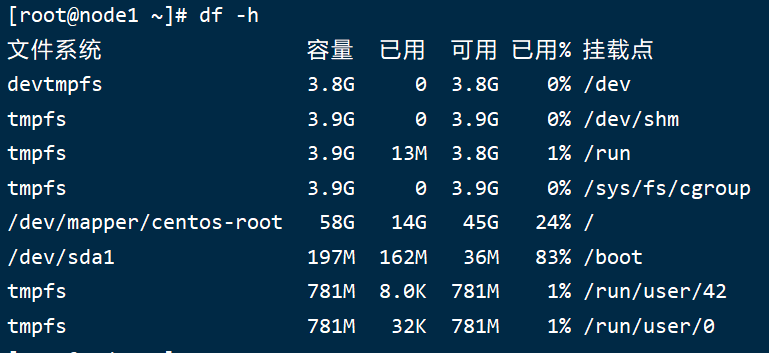 [root@node1 ~]# df -h
文件系统 容量 已用 可用 已用% 挂载点
devtmpfs 3.8G 0 3.8G 0% /dev
tmpfs 3.9G 0 3.9G 0% /dev/shm
tmpfs 3.9G 13M 3.8G 1% /run
tmpfs 3.9G 0 3.9G 0% /sys/fs/cgroup
/dev/mapper/centos-root 58G 14G 45G 24% /
/dev/sda1 197M 162M 36M 83% /boot
tmpfs 781M 8.0K 781M 1% /run/user/42
tmpfs 781M 32K 781M 1% /run/user/0